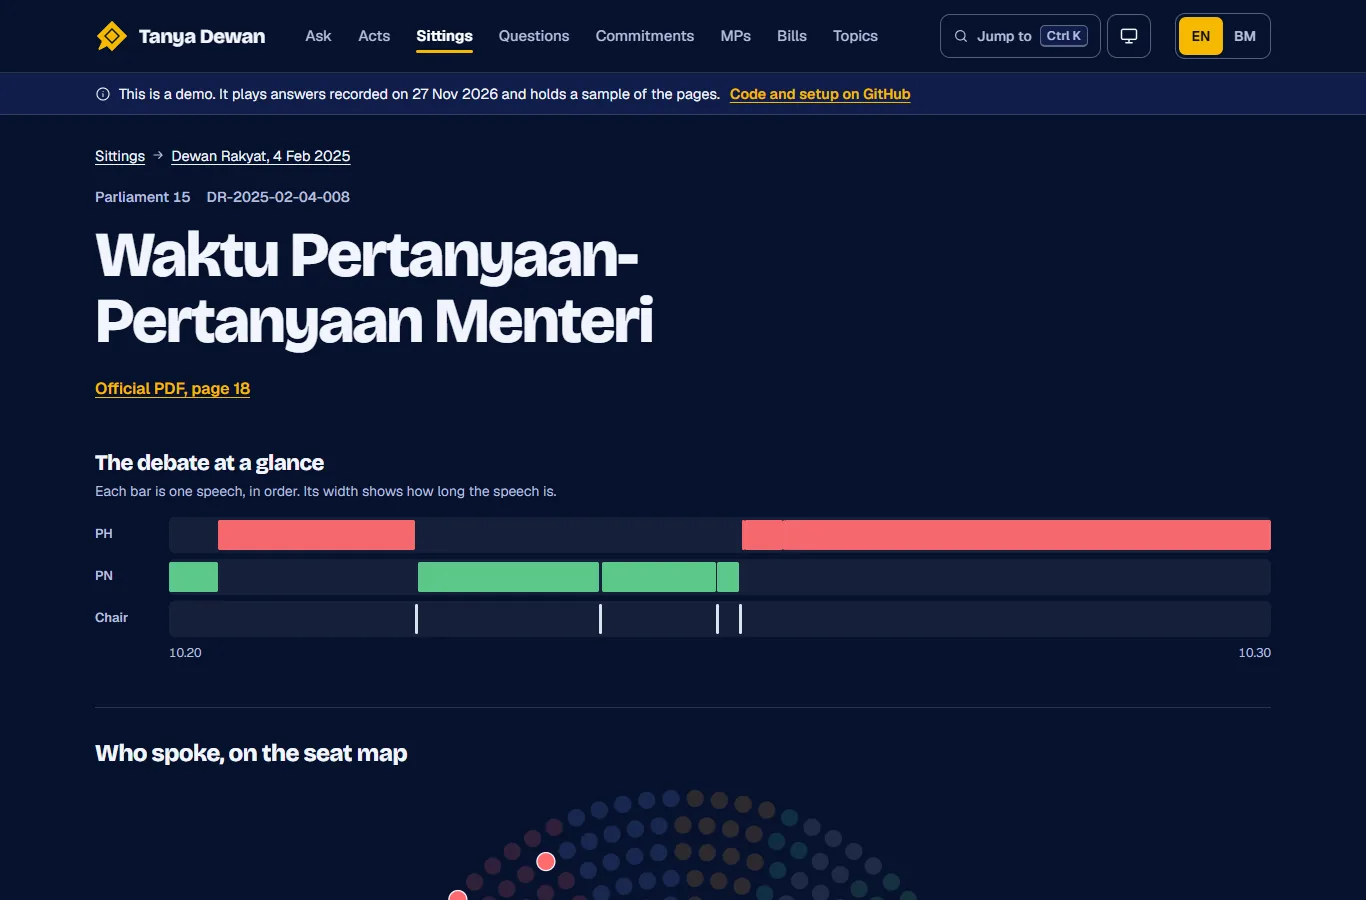 Tanya Dewan
Ask
Acts
Sittings
Questions
Commitments
MPs
Bills
Topics
Jump to
Ctrl K
EN
BM
This is a demo. It plays answers recorded on 27 Nov 2026 and holds a sample of the pages. Code and setup on GitHub
Sittings → Dewan Rakyat, 4 Feb 2025
Parliament 15 DR-2025-02-04-008
Waktu Pertanyaan-
Pertanyaan Menteri
Official PDF, page 18
The debate at a glance
Each bar is one speech, in order. Its width shows how long the speech is.
PH
PN
Chair
10.20
10.30
Who spoke, on the seat map